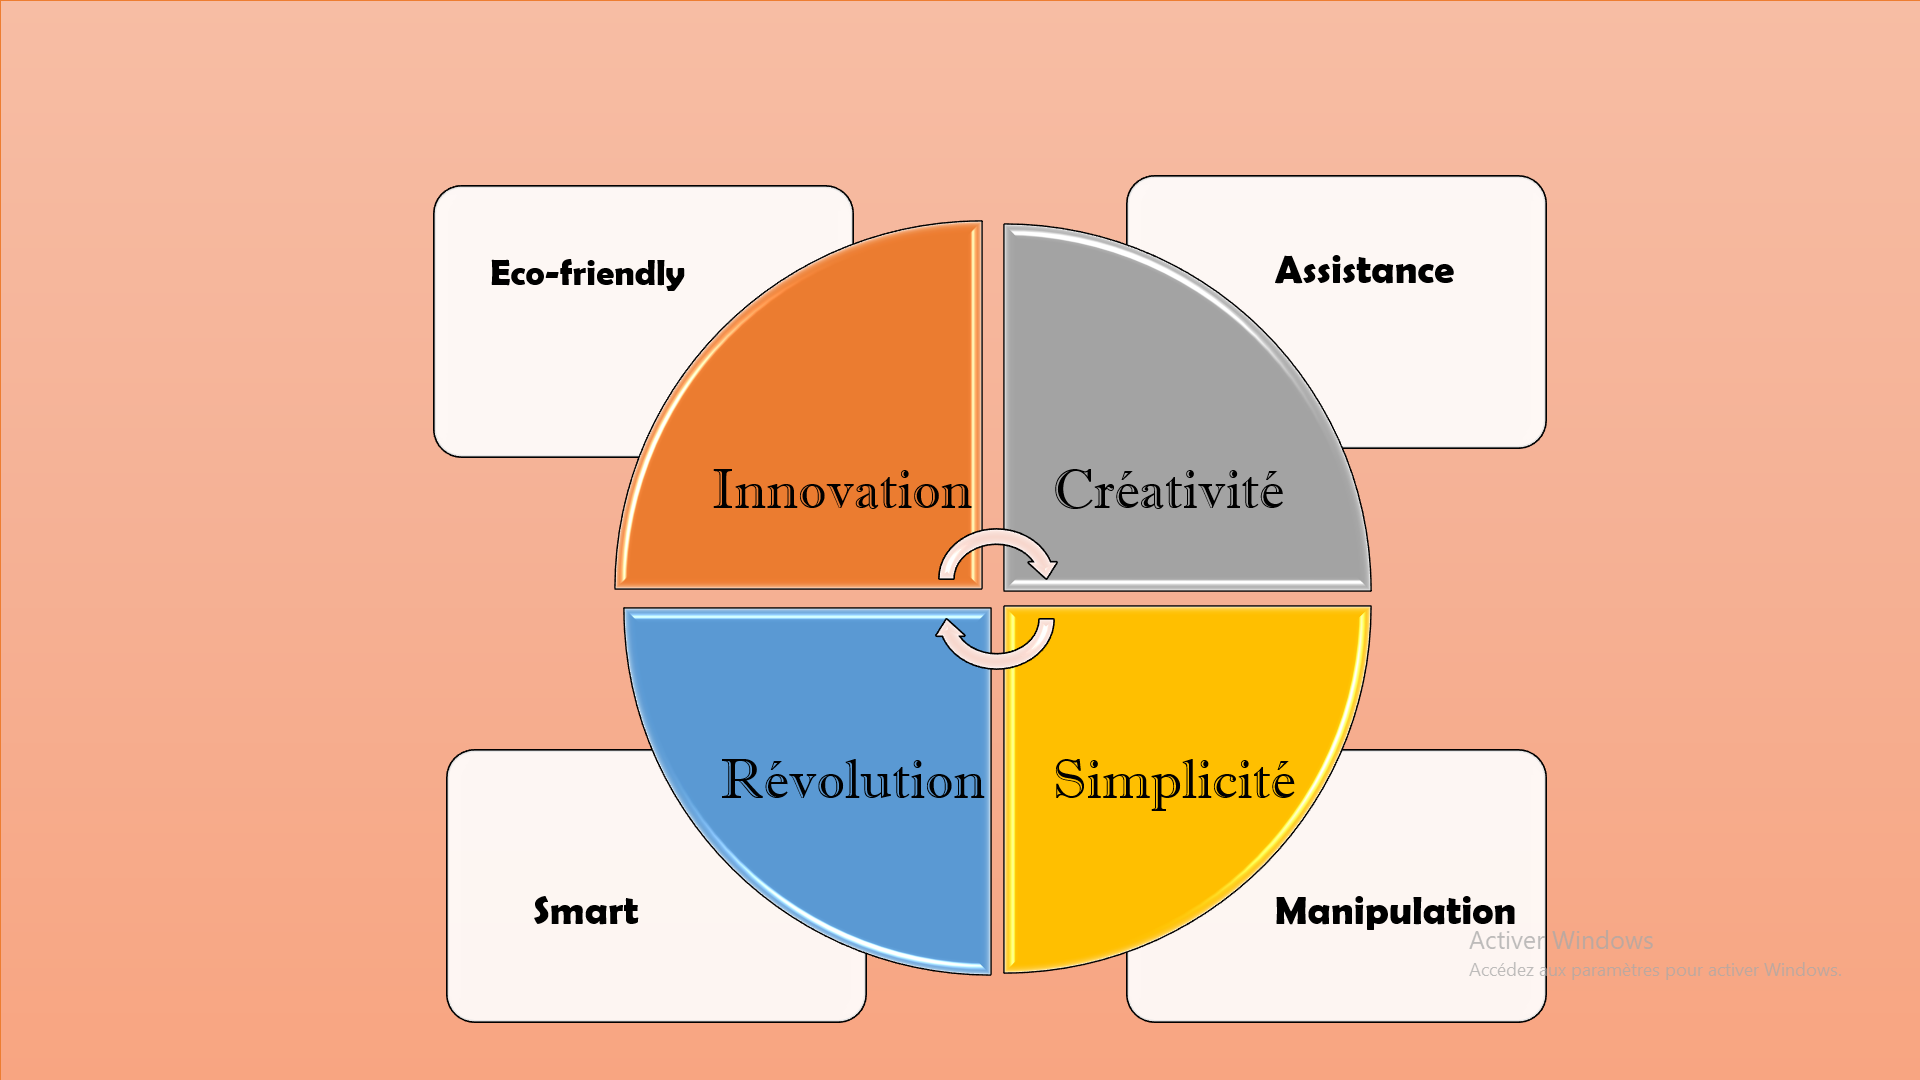 Eco-friendly
Assistance
Innovation
Créativité
Révolution
Simplicité
Smart
Manipulation
Activer Windows
Accédez aux paramètres pour activer Windows.